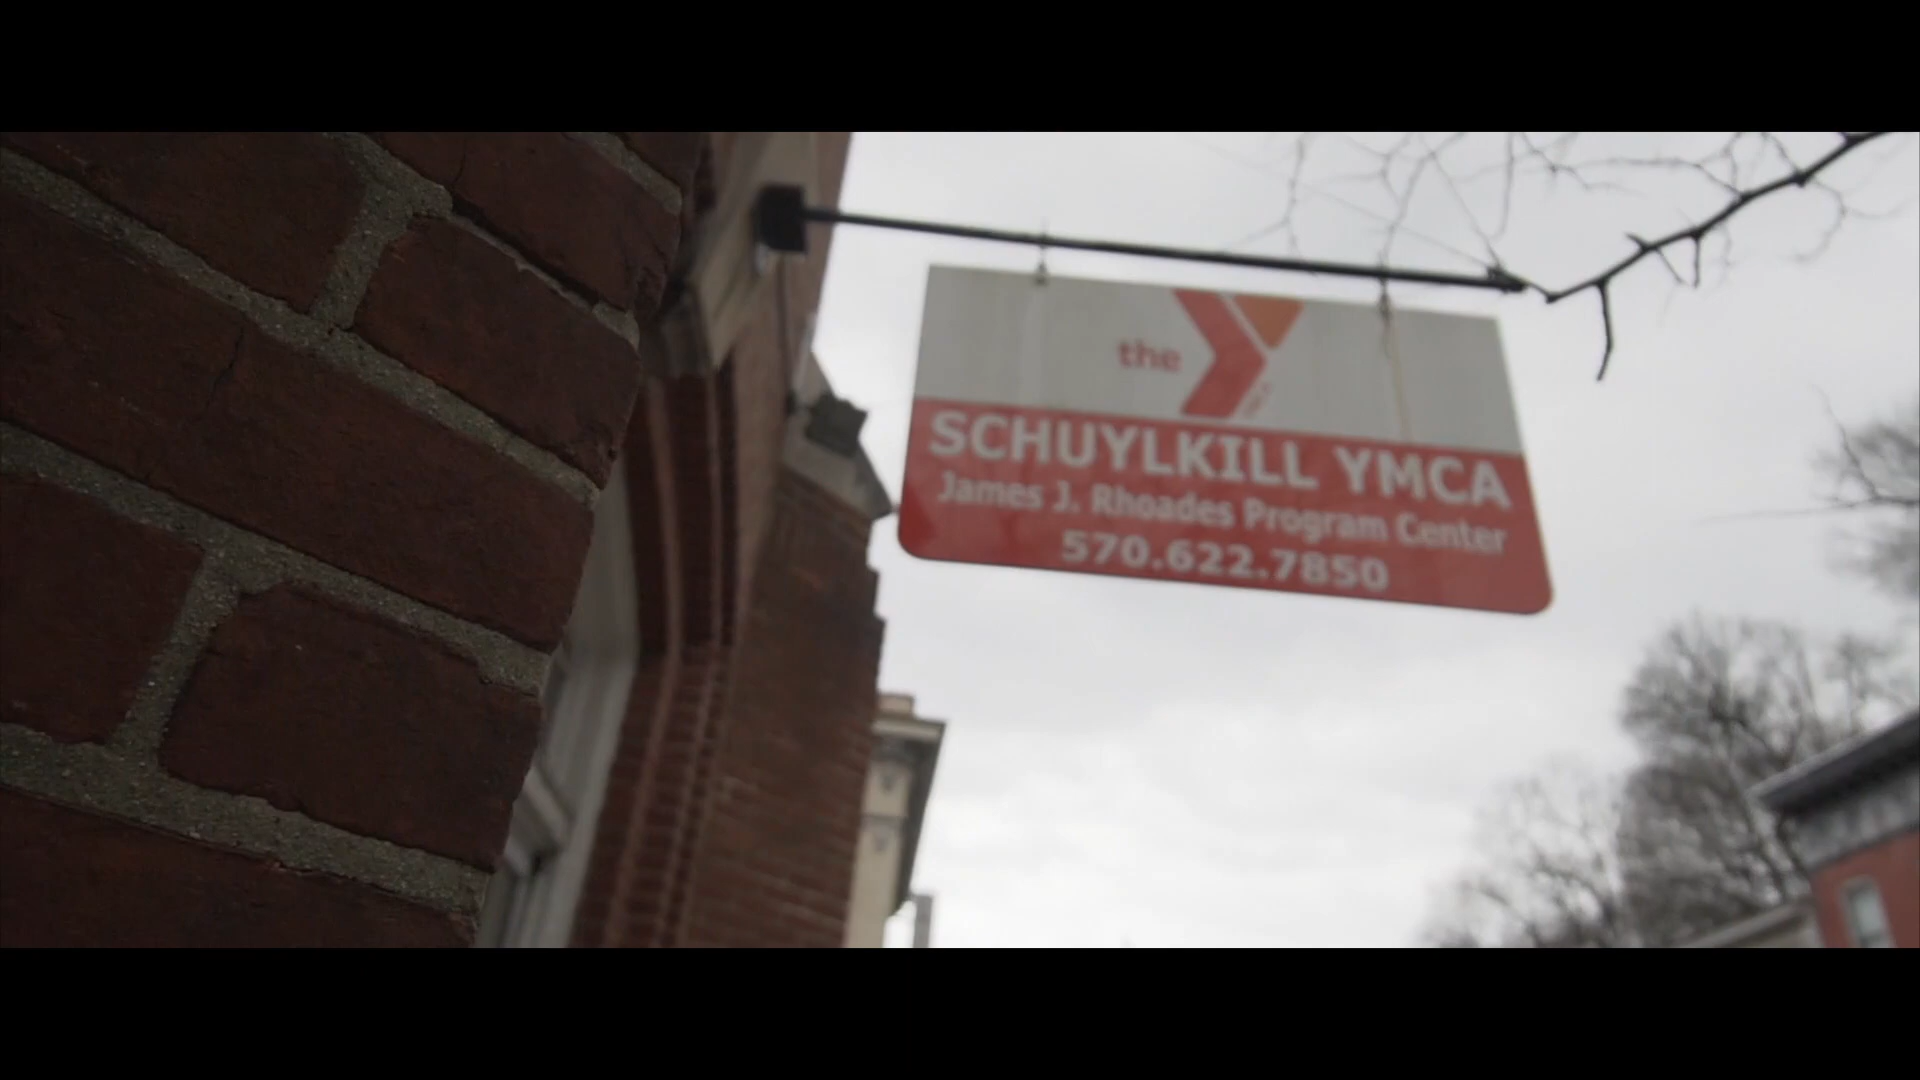 the Y
SCHUYLKILL YMCA
James J. Rhoades Program Center
570.622.7850